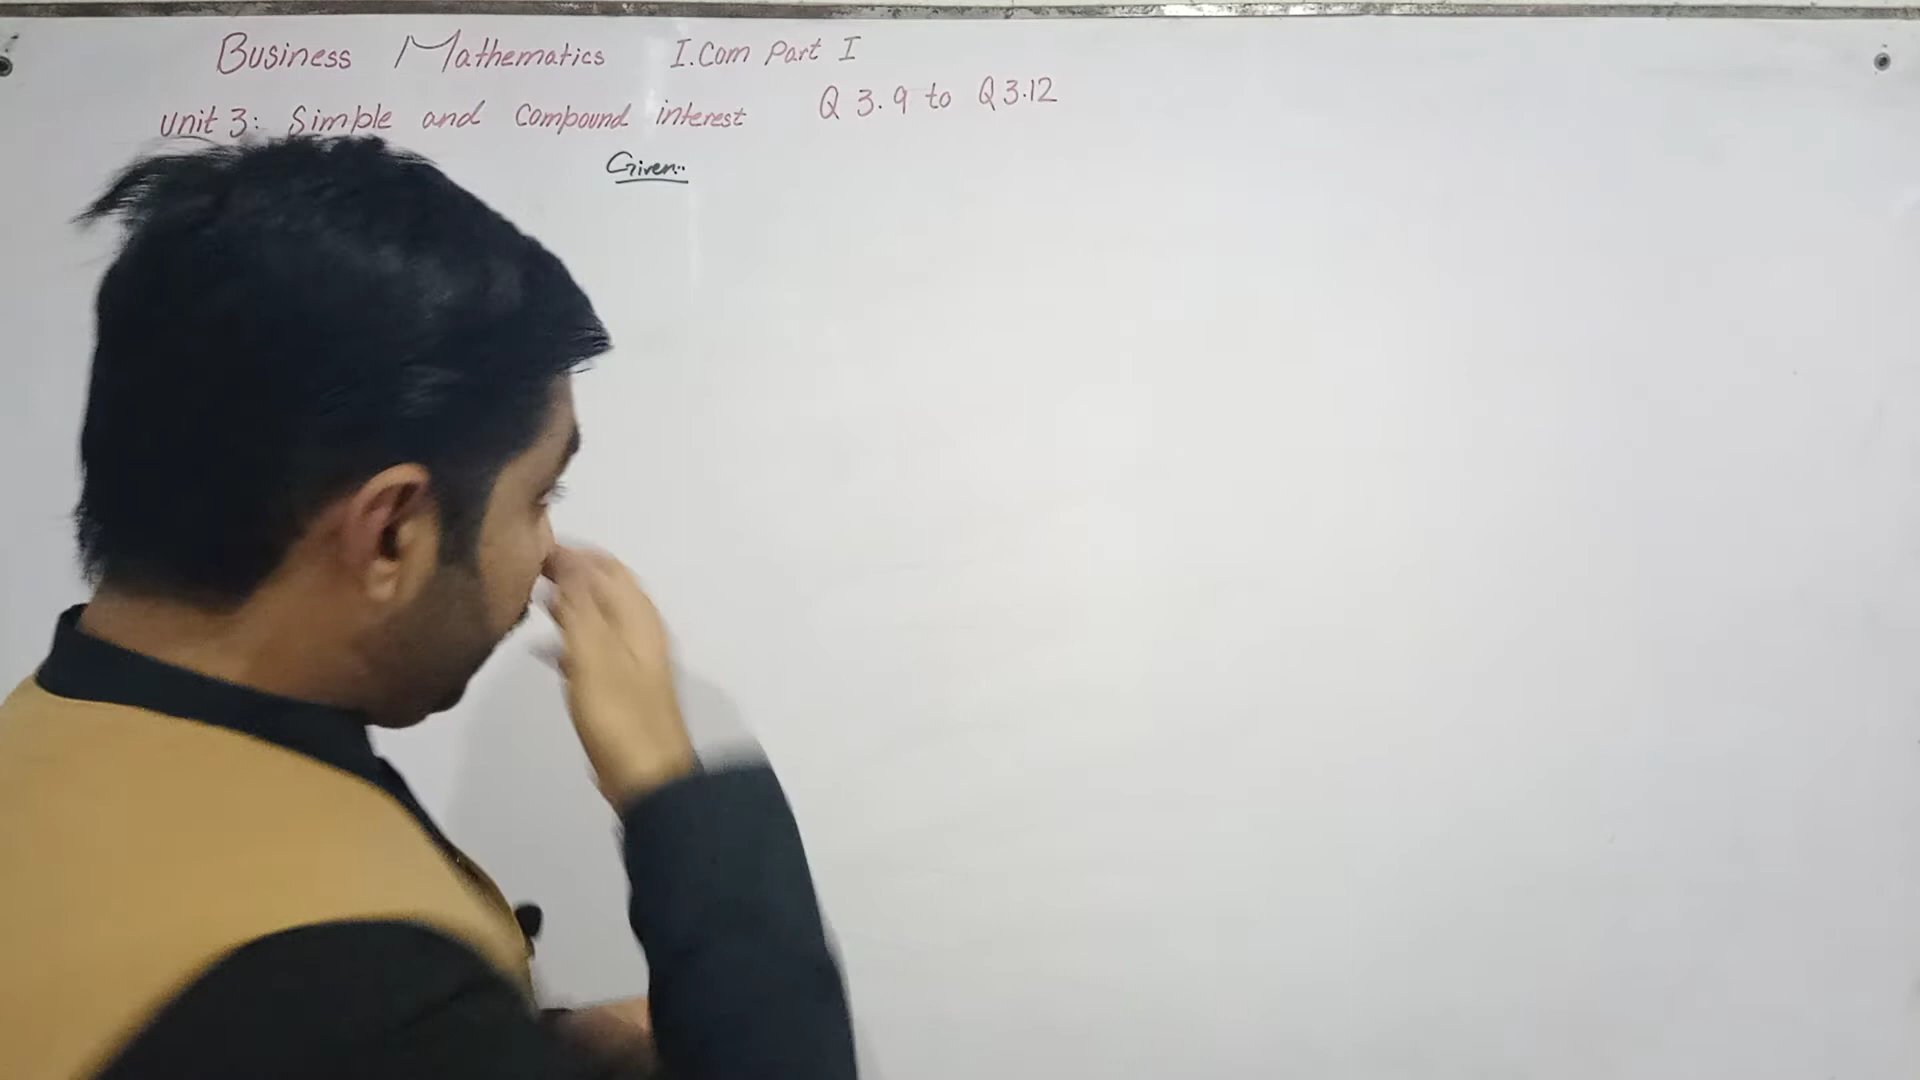 Business Mathematics I.Com Part I
Unit 3: Simple and Compound interest Q 3.9 to Q 3.12
Given:-